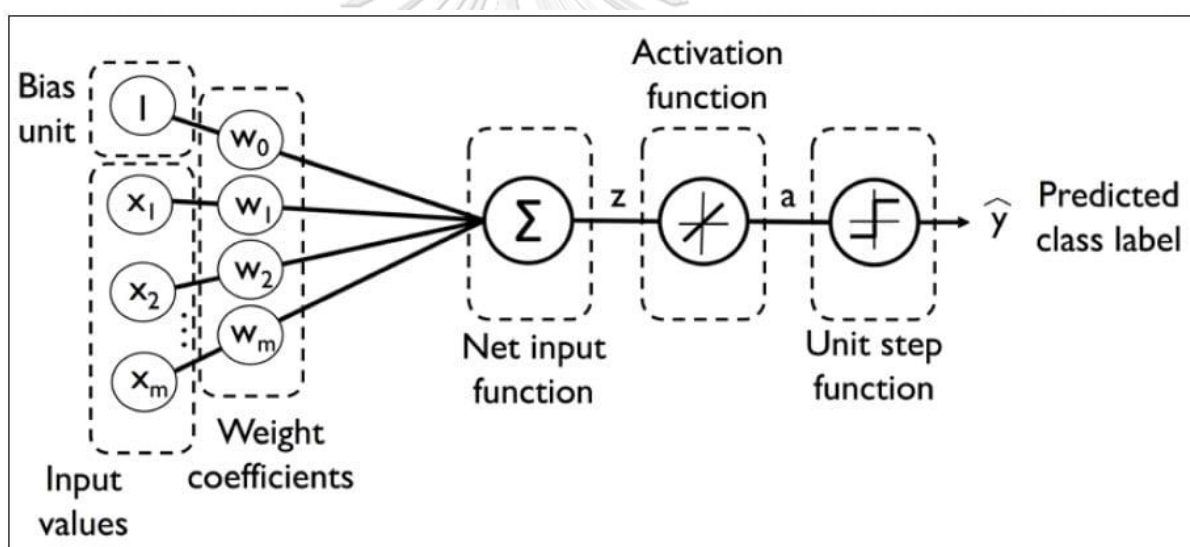 Activation
function
Bias
unit
1
w0
x1
w1
x2
w2
⋮
wm
xm
Σ
z
a
ŷ
Predicted
class label
Net input
function
Unit step
function
Weight
coefficients
Input
values